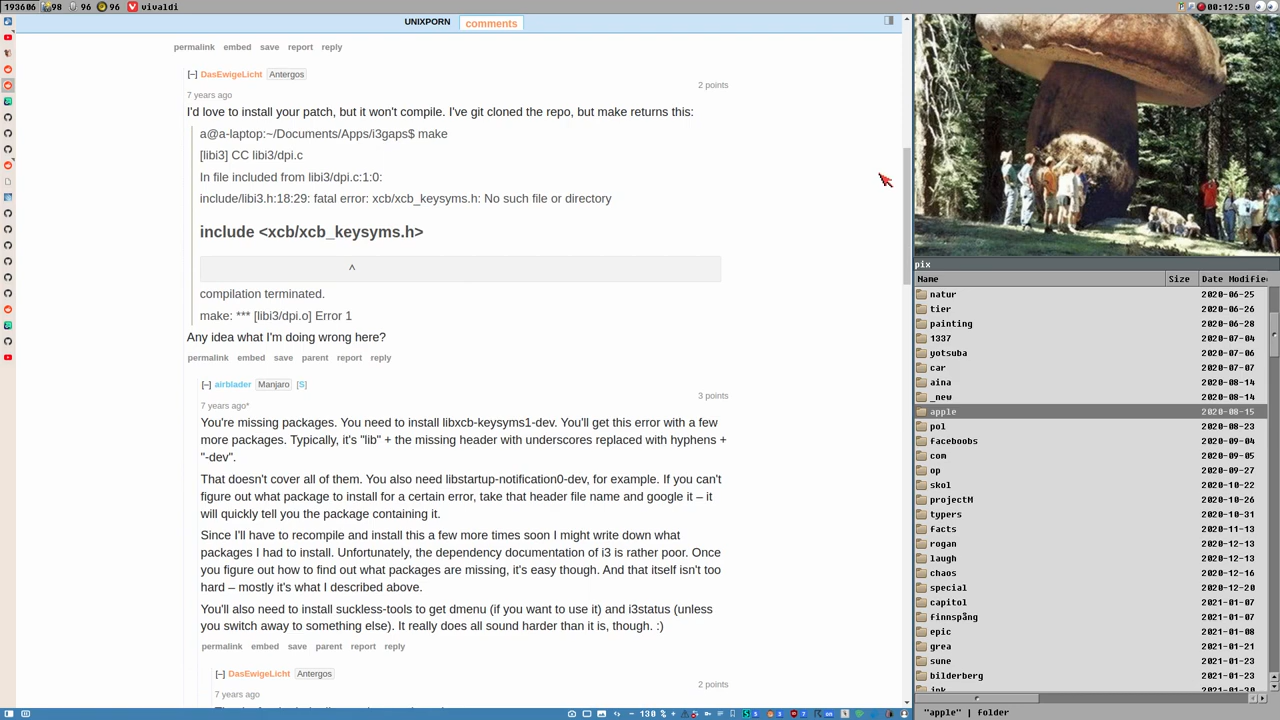 193606 98 96 96 vivaldi
00:12:50
UNIXPORN comments
permalink embed save report reply
[–] DasEwigeLicht Antergos
2 points
7 years ago
I'd love to install your patch, but it won't compile. I've git cloned the repo, but make returns this:
a@a-laptop:~/Documents/Apps/i3gaps$ make
[libi3] CC libi3/dpi.c
In file included from libi3/dpi.c:1:0:
include/libi3.h:18:29: fatal error: xcb/xcb_keysyms.h: No such file or directory
include <xcb/xcb_keysyms.h>
^
compilation terminated.
make: *** [libi3/dpi.o] Error 1
Any idea what I'm doing wrong here?
permalink embed save parent report reply
[–] airblader Manjaro [S]
3 points
7 years ago*
You're missing packages. You need to install libxcb-keysyms1-dev. You'll get this error with a few
more packages. Typically, it's "lib" + the missing header with underscores replaced with hyphens +
"-dev".
That doesn't cover all of them. You also need libstartup-notification0-dev, for example. If you can't
figure out what package to install for a certain error, take that header file name and google it – it
will quickly tell you the package containing it.
Since I'll have to recompile and install this a few more times soon I might write down what
packages I had to install. Unfortunately, the dependency documentation of i3 is rather poor. Once
you figure out how to find out what packages are missing, it's easy though. And that itself isn't too
hard – mostly it's what I described above.
You'll also need to install suckless-tools to get dmenu (if you want to use it) and i3status (unless
you switch away to something else). It really does all sound harder than it is, though. :)
permalink embed save parent report reply
[–] DasEwigeLicht Antergos
2 points
7 years ago
130 %
pix
Name Size Date Modifie
natur 2020-06-25
tier 2020-06-26
painting 2020-06-28
1337 2020-07-04
yotsuba 2020-07-06
car 2020-07-07
aina 2020-08-14
_new 2020-08-14
apple 2020-08-15
pol 2020-08-23
faceboobs 2020-09-04
com 2020-09-05
op 2020-09-27
skol 2020-10-22
projectM 2020-10-26
typers 2020-10-31
facts 2020-11-13
rogan 2020-12-13
laugh 2020-12-13
chaos 2020-12-16
special 2020-12-20
capitol 2021-01-07
finnspång 2021-01-07
epic 2021-01-08
grea 2021-01-21
sune 2021-01-23
bilderberg 2021-01-23
"apple" | folder